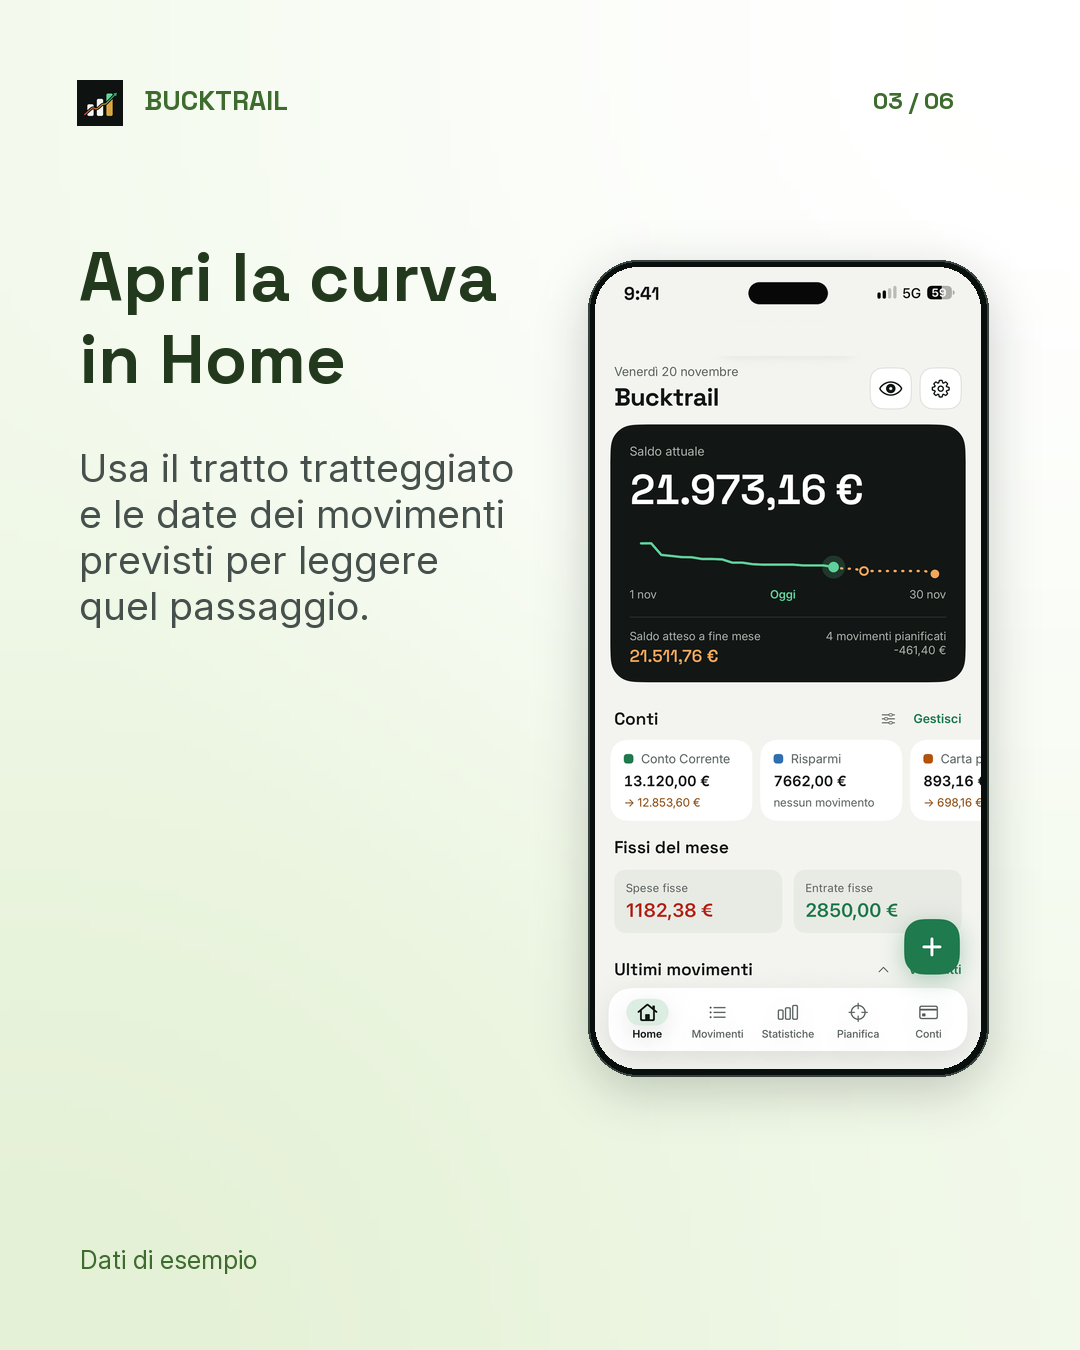 BUCKTRAIL
03 / 06
Apri la curva
in Home
Usa il tratto tratteggiato
e le date dei movimenti
previsti per leggere
quel passaggio.
9:41
5G 59
Venerdì 20 novembre
Bucktrail
Saldo attuale
21.973,16 €
1 nov Oggi 30 nov
Saldo atteso a fine mese 4 movimenti pianificati
21.511,76 € -461,40 €
Conti Gestisci
Conto Corrente Risparmi Carta p
13.120,00 € 7662,00 € 893,16 €
→ 12.853,60 € nessun movimento → 698,16 €
Fissi del mese
Spese fisse Entrate fisse
1182,38 € 2850,00 €
Ultimi movimenti
Home Movimenti Statistiche Pianifica Conti
Dati di esempio